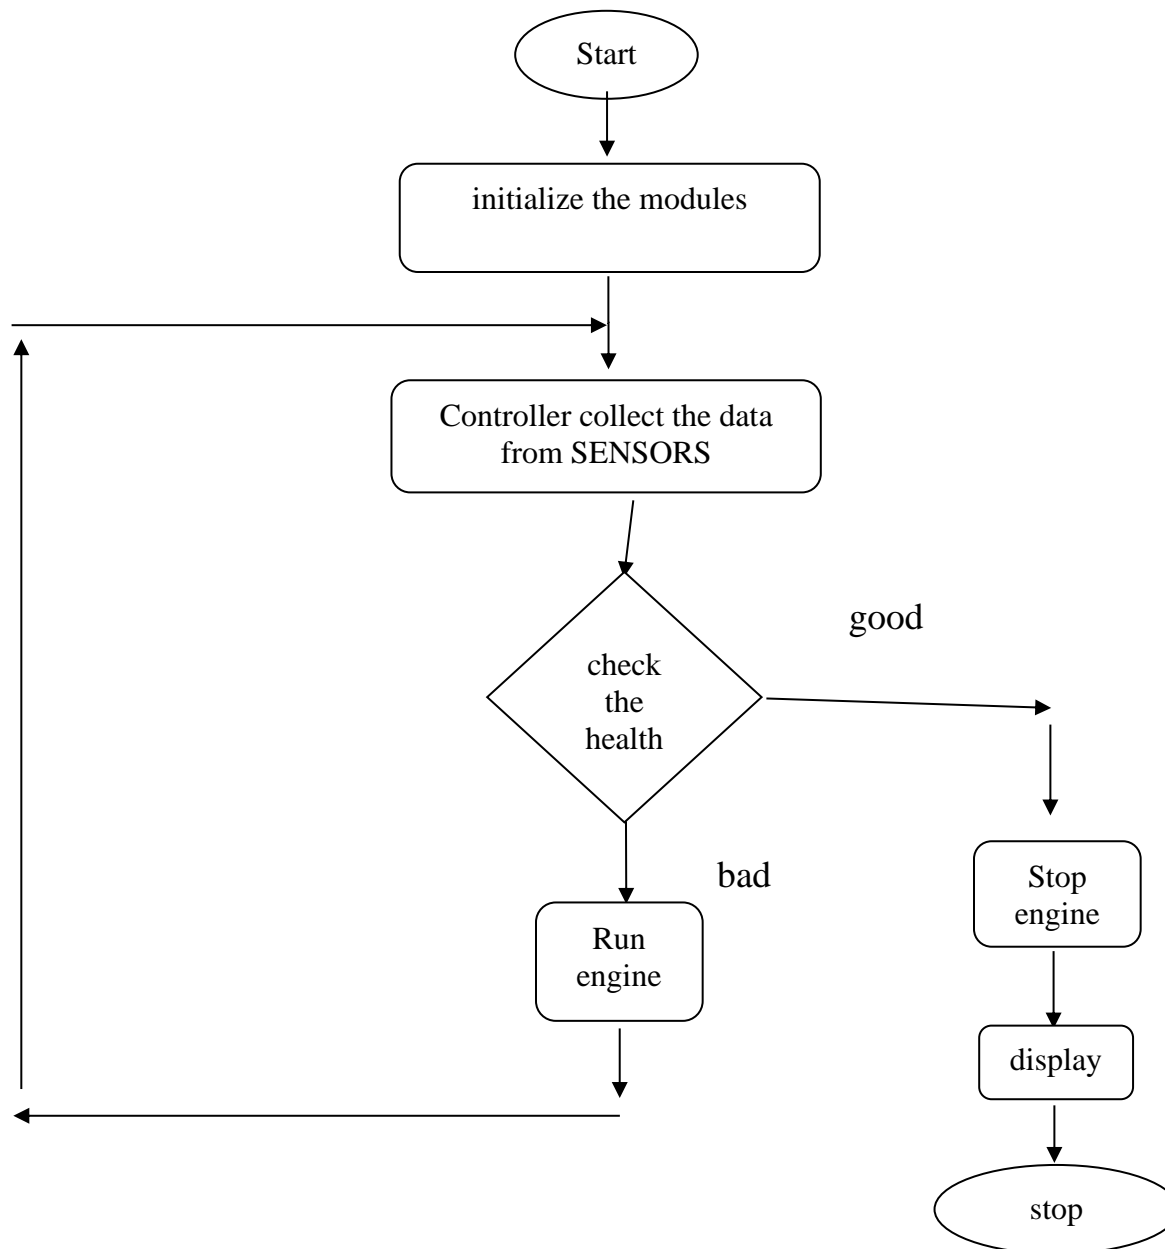 Start
initialize the modules
Controller collect the data
from SENSORS
good
check
the
health
bad
Stop
engine
Run
engine
display
stop